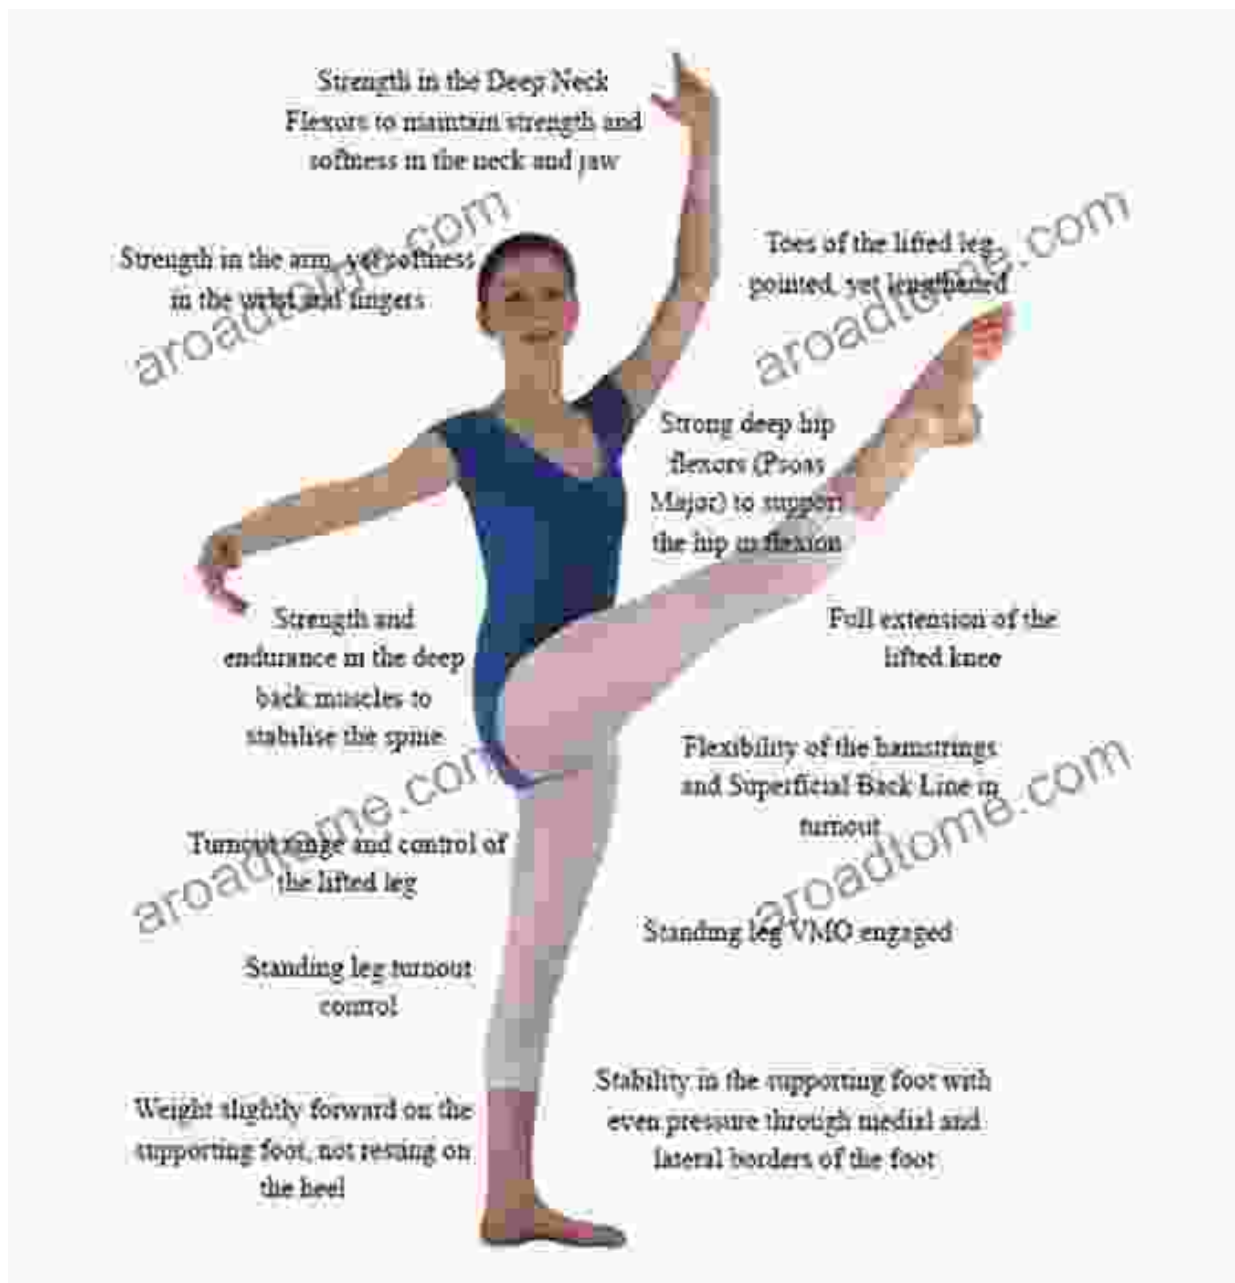 Strength in the Deep Neck
Flexors to maintain strength and
softness in the neck and jaw
Strength in the arm, yet softness
in the wrist and fingers
Toes of the lifted leg
pointed, yet lengthened
Strong deep hip
flexors (Psoas
Major) to support
the hip in flexion
Strength and
endurance in the deep
back muscles to
stabilise the spine
Full extension of the
lifted knee
Flexibility of the hamstrings
and Superficial Back Line in
turnout
Turnout range and control of
the lifted leg
Standing leg VMO engaged
Standing leg turnout
control
Stability in the supporting foot with
even pressure through medial and
lateral borders of the foot
Weight slightly forward on the
supporting foot, not resting on
the heel
aroadtome.com
aroadtome.com
aroadtome.com
aroadtome.com